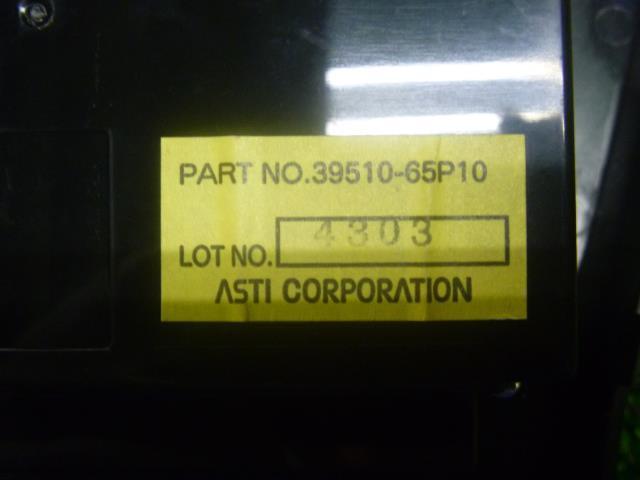 PART NO.39510-65P10
LOT NO. 4303
ASTI CORPORATION